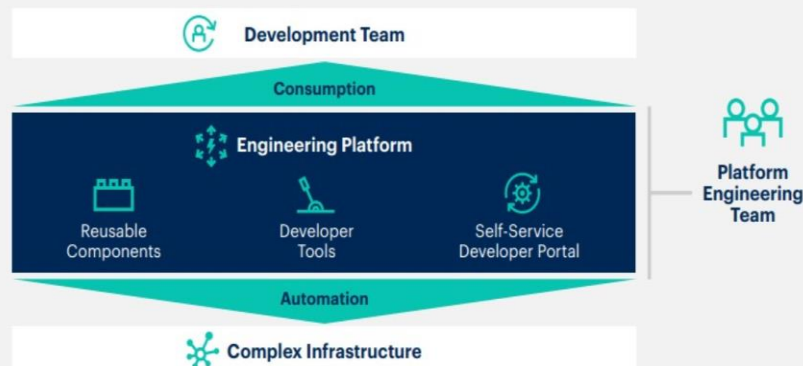 Development Team
Consumption
Engineering Platform
Reusable
Components
Developer
Tools
Self-Service
Developer Portal
Platform
Engineering
Team
Automation
Complex Infrastructure